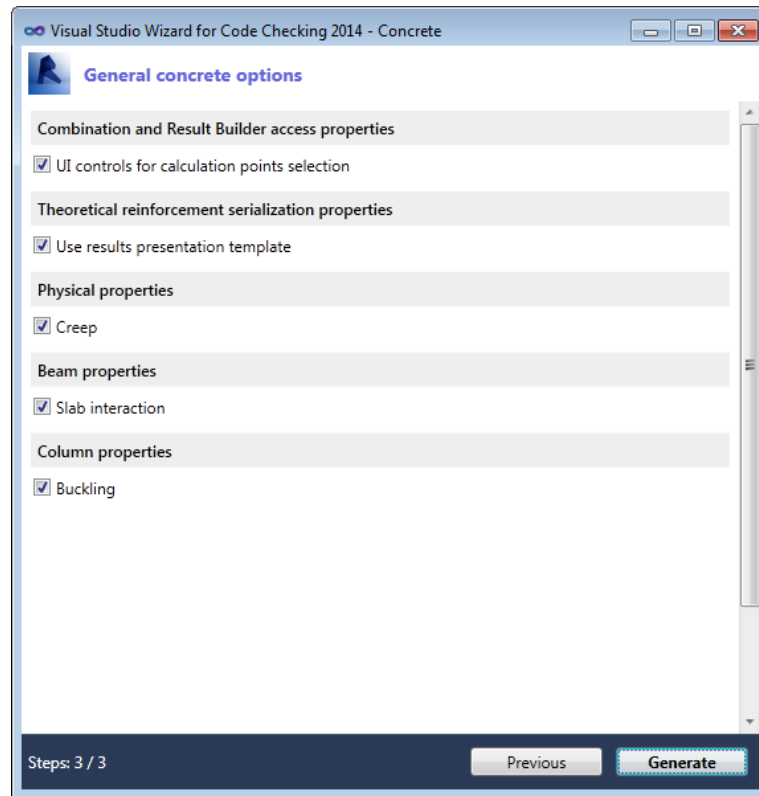 Visual Studio Wizard for Code Checking 2014 - Concrete
General concrete options
Combination and Result Builder access properties
UI controls for calculation points selection
Theoretical reinforcement serialization properties
Use results presentation template
Physical properties
Creep
Beam properties
Slab interaction
Column properties
Buckling
Steps: 3 / 3 Previous Generate